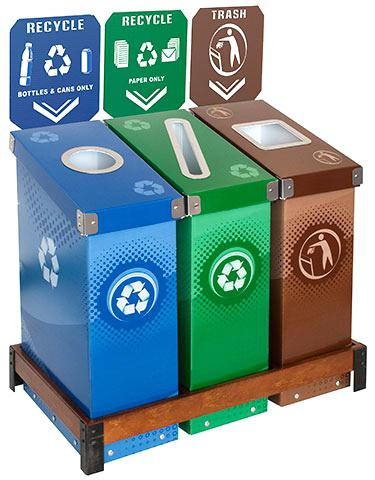 RECYCLE
BOTTLES & CANS ONLY
RECYCLE
PAPER ONLY
TRASH